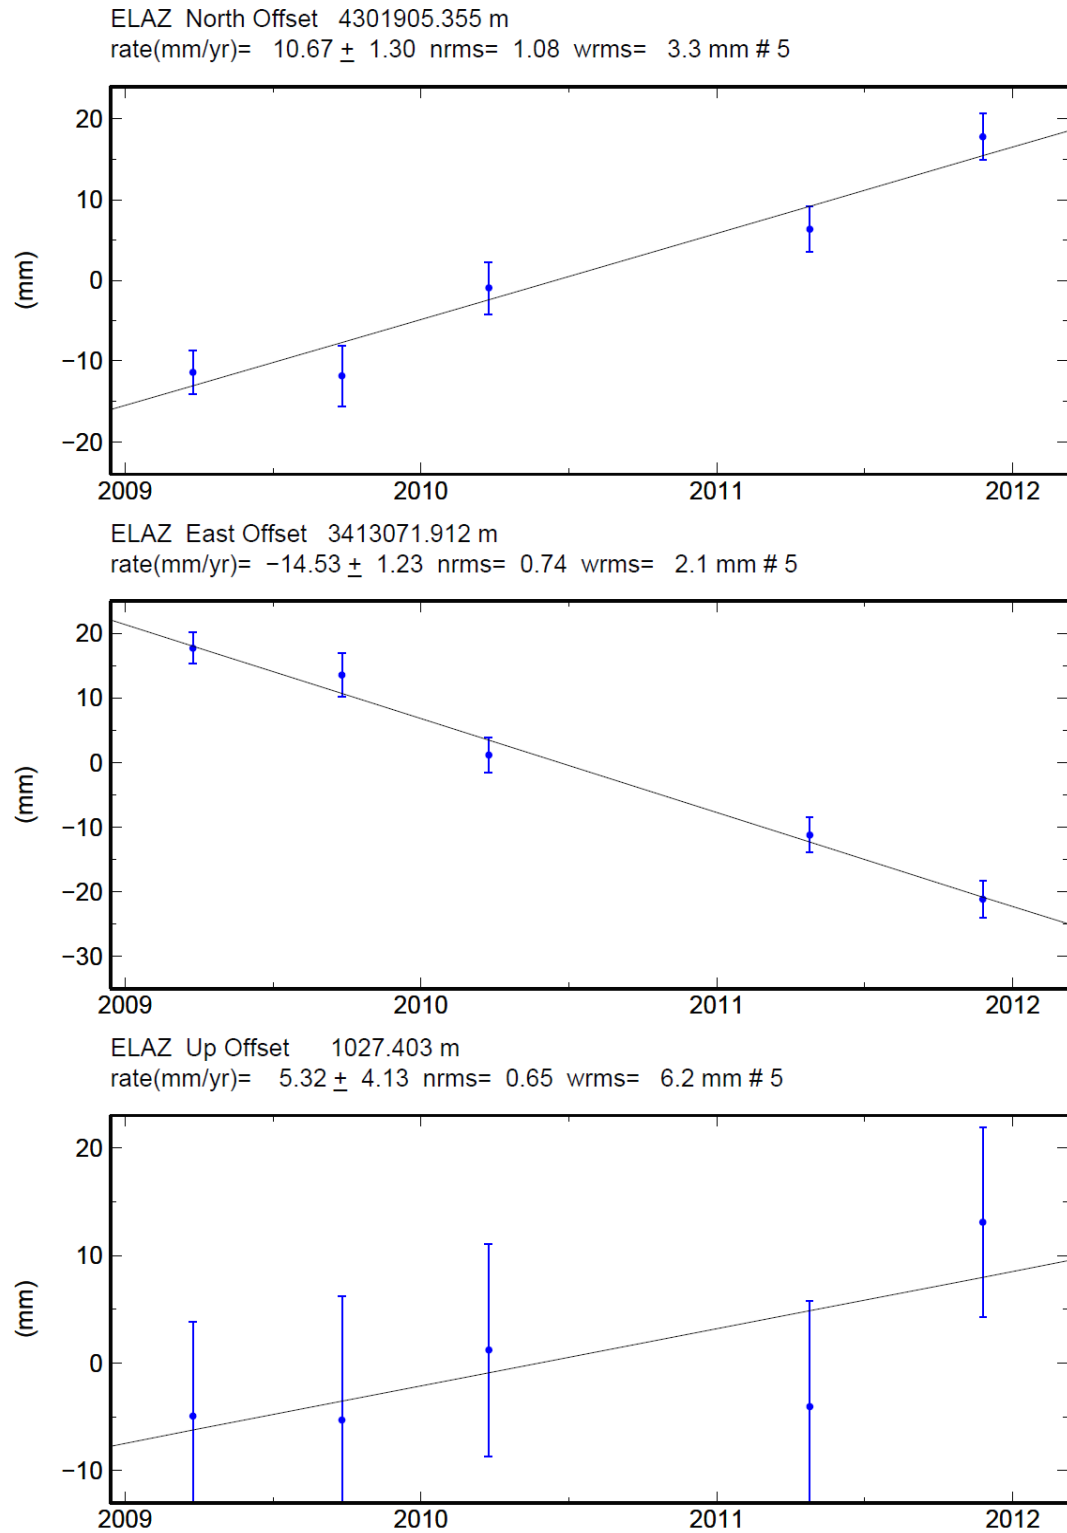 ELAZ North Offset 4301905.355 m
rate(mm/yr)= 10.67 ± 1.30 nrms= 1.08 wrms= 3.3 mm # 5
20
10
0
−10
−20
(mm)
2009 2010 2011 2012
ELAZ East Offset 3413071.912 m
rate(mm/yr)= −14.53 ± 1.23 nrms= 0.74 wrms= 2.1 mm # 5
20
10
0
−10
−20
−30
(mm)
2009 2010 2011 2012
ELAZ Up Offset 1027.403 m
rate(mm/yr)= 5.32 ± 4.13 nrms= 0.65 wrms= 6.2 mm # 5
20
10
0
−10
(mm)
2009 2010 2011 2012